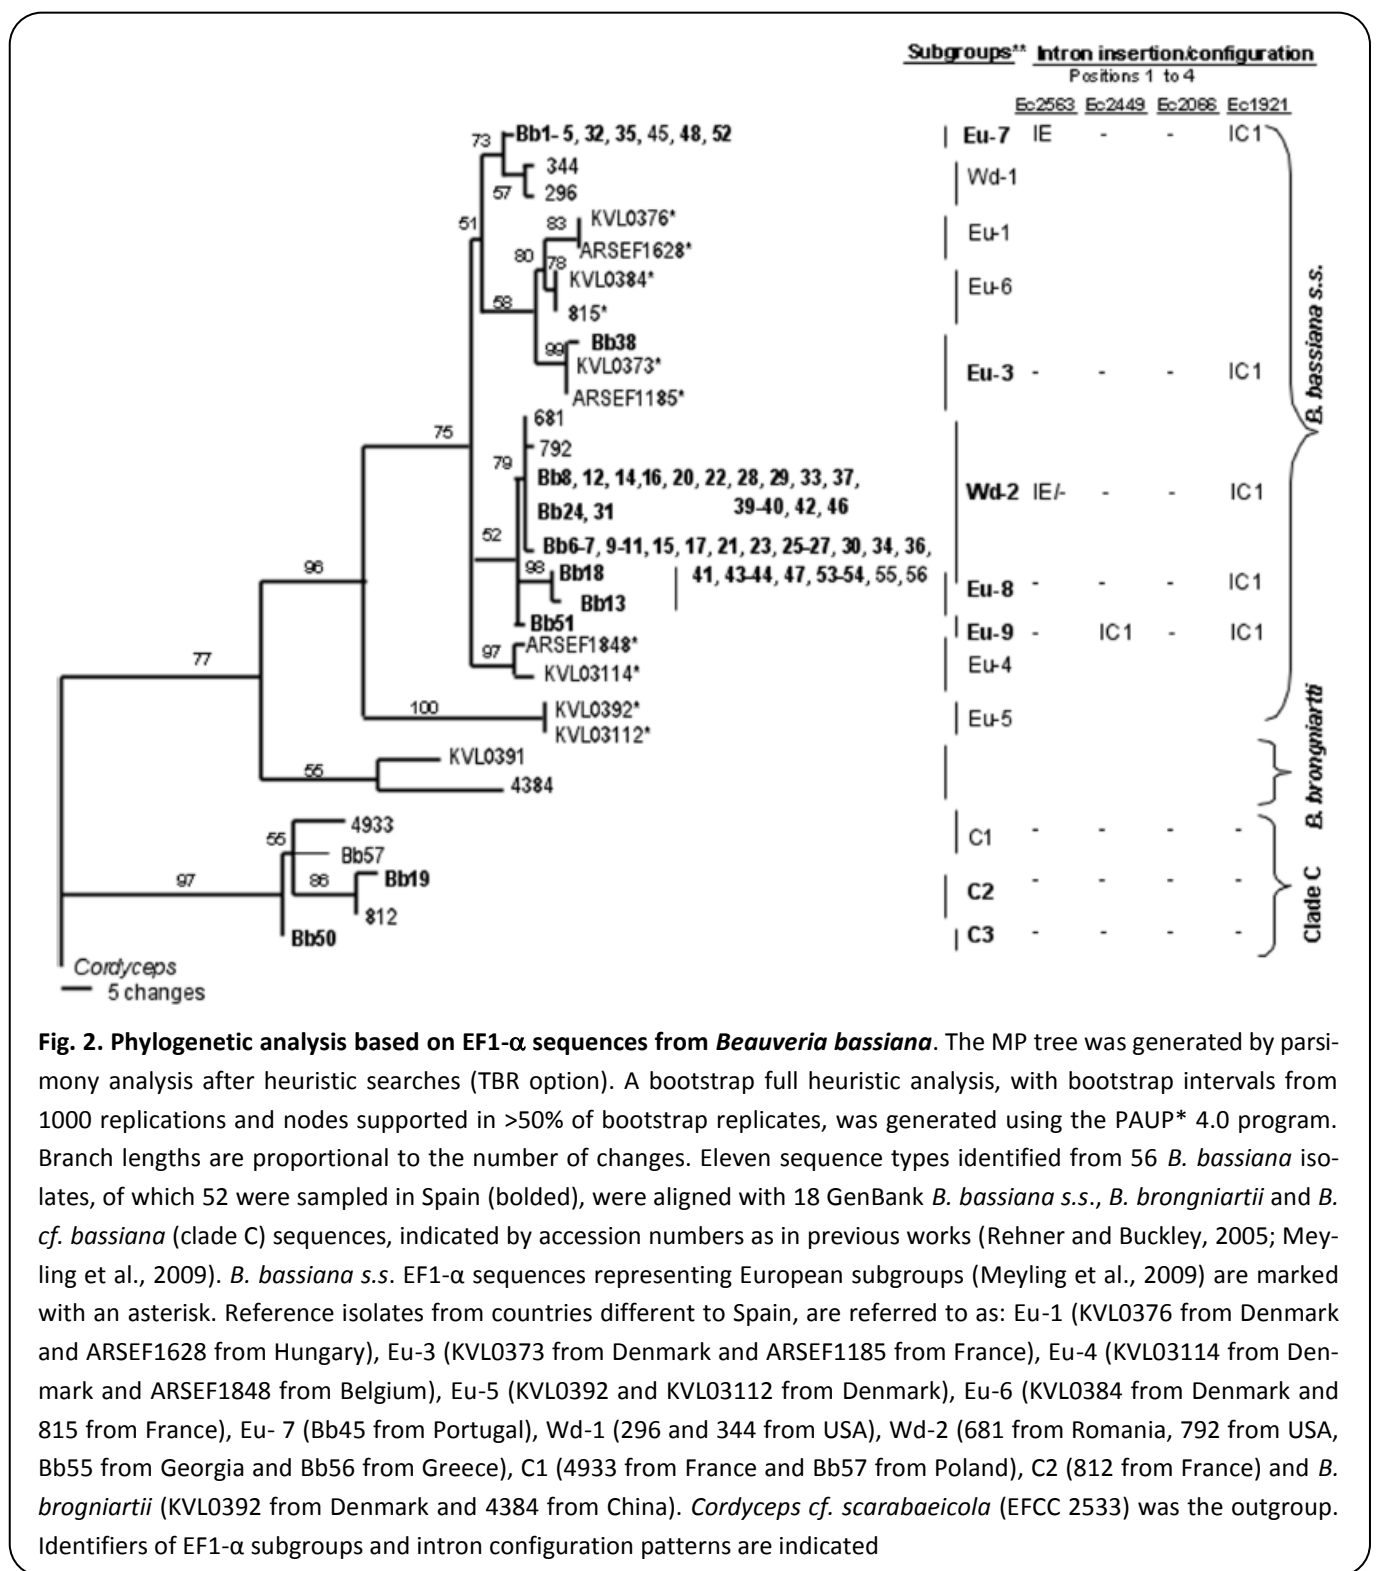 Subgroups** Intron insertion/configuration
Positions 1 to 4
Ec2563 Ec2449 Ec2066 Ec1921
73 Bb1- 5, 32, 35, 45, 48, 52 Eu-7 IE - - IC1
344
Wd-1
57 296
KVL0376*
51 83 Eu-1
ARSEF1628*
80 78
KVL0384* Eu-6
58
815*
Bb38
99
KVL0373* Eu-3 - - - IC1
ARSEF1185*
681
75
792
79
Bb8, 12, 14,16, 20, 22, 28, 29, 33, 37,
Wd-2 IE/- - - IC1
39-40, 42, 46
Bb24, 31
52
Bb6-7, 9-11, 15, 17, 21, 23, 25-27, 30, 34, 36,
96 98 Bb18 41, 43-44, 47, 53-54, 55, 56
Eu-8 - - - IC1
Bb13
Bb51 Eu-9 - IC1 - IC1
ARSEF1848*
97 Eu-4
77 KVL03114*
100 KVL0392* Eu-5
KVL03112*
KVL0391
55
4384
B. bassiana s.s.
B. brongniartti
4933
55 C1 - - - -
Bb57
97 86 Bb19
C2 - - - -
812
Bb50 C3 - - - -
Clade C
Cordyceps
5 changes
Fig. 2. Phylogenetic analysis based on EF1-α sequences from Beauveria bassiana. The MP tree was generated by parsi-
mony analysis after heuristic searches (TBR option). A bootstrap full heuristic analysis, with bootstrap intervals from
1000 replications and nodes supported in >50% of bootstrap replicates, was generated using the PAUP* 4.0 program.
Branch lengths are proportional to the number of changes. Eleven sequence types identified from 56 B. bassiana iso-
lates, of which 52 were sampled in Spain (bolded), were aligned with 18 GenBank B. bassiana s.s., B. brongniartii and B.
cf. bassiana (clade C) sequences, indicated by accession numbers as in previous works (Rehner and Buckley, 2005; Mey-
ling et al., 2009). B. bassiana s.s. EF1-α sequences representing European subgroups (Meyling et al., 2009) are marked
with an asterisk. Reference isolates from countries different to Spain, are referred to as: Eu-1 (KVL0376 from Denmark
and ARSEF1628 from Hungary), Eu-3 (KVL0373 from Denmark and ARSEF1185 from France), Eu-4 (KVL03114 from Den-
mark and ARSEF1848 from Belgium), Eu-5 (KVL0392 and KVL03112 from Denmark), Eu-6 (KVL0384 from Denmark and
815 from France), Eu- 7 (Bb45 from Portugal), Wd-1 (296 and 344 from USA), Wd-2 (681 from Romania, 792 from USA,
Bb55 from Georgia and Bb56 from Greece), C1 (4933 from France and Bb57 from Poland), C2 (812 from France) and B.
brogniartii (KVL0392 from Denmark and 4384 from China). Cordyceps cf. scarabaeicola (EFCC 2533) was the outgroup.
Identifiers of EF1-α subgroups and intron configuration patterns are indicated